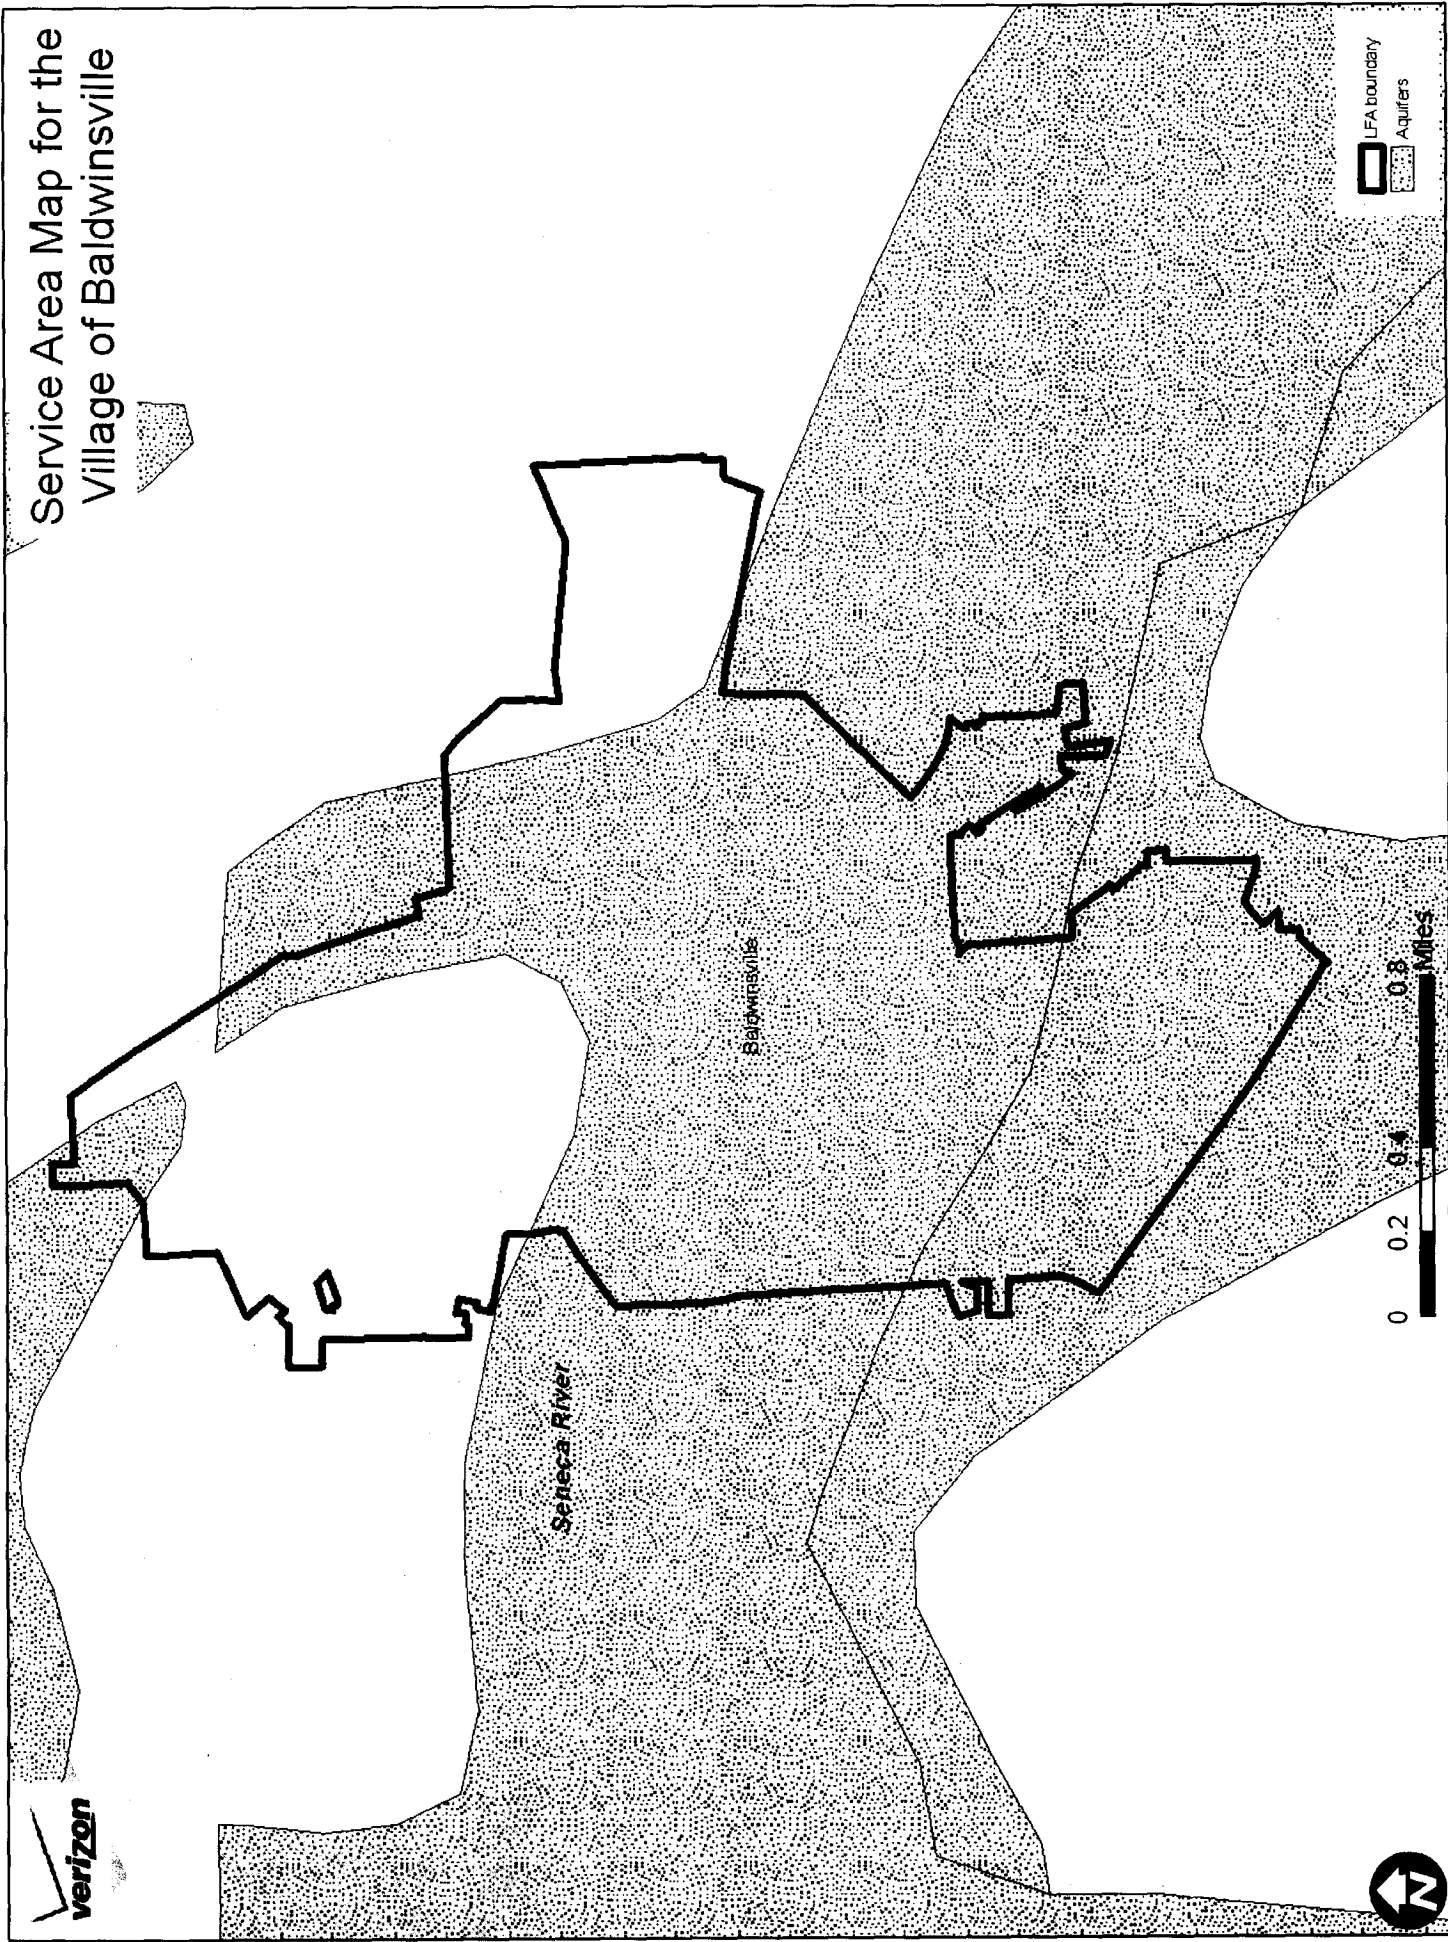 verizon
Service Area Map for the
Village of Baldwinsville
Seneca River
Baldwinsville
LFA boundary
Aquifers
0 0.2 0.4 0.8
Miles
N